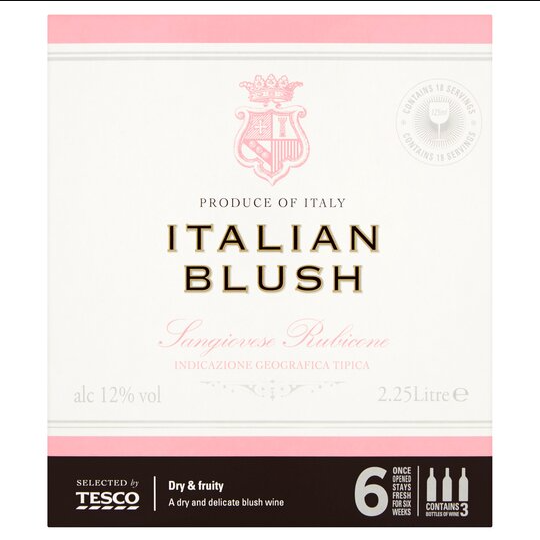 CONTAINS 18 SERVINGS
125ml
CONTAINS 18 SERVINGS
PRODUCE OF ITALY
ITALIAN
BLUSH
Sangiovese Rubicone
INDICAZIONE GEOGRAFICA TIPICA
alc 12% vol
2.25Litre e
SELECTED by
TESCO
Dry & fruity
A dry and delicate blush wine
6
ONCE
OPENED
STAYS
FRESH
FOR SIX
WEEKS
CONTAINS 3
BOTTLES OF WINE